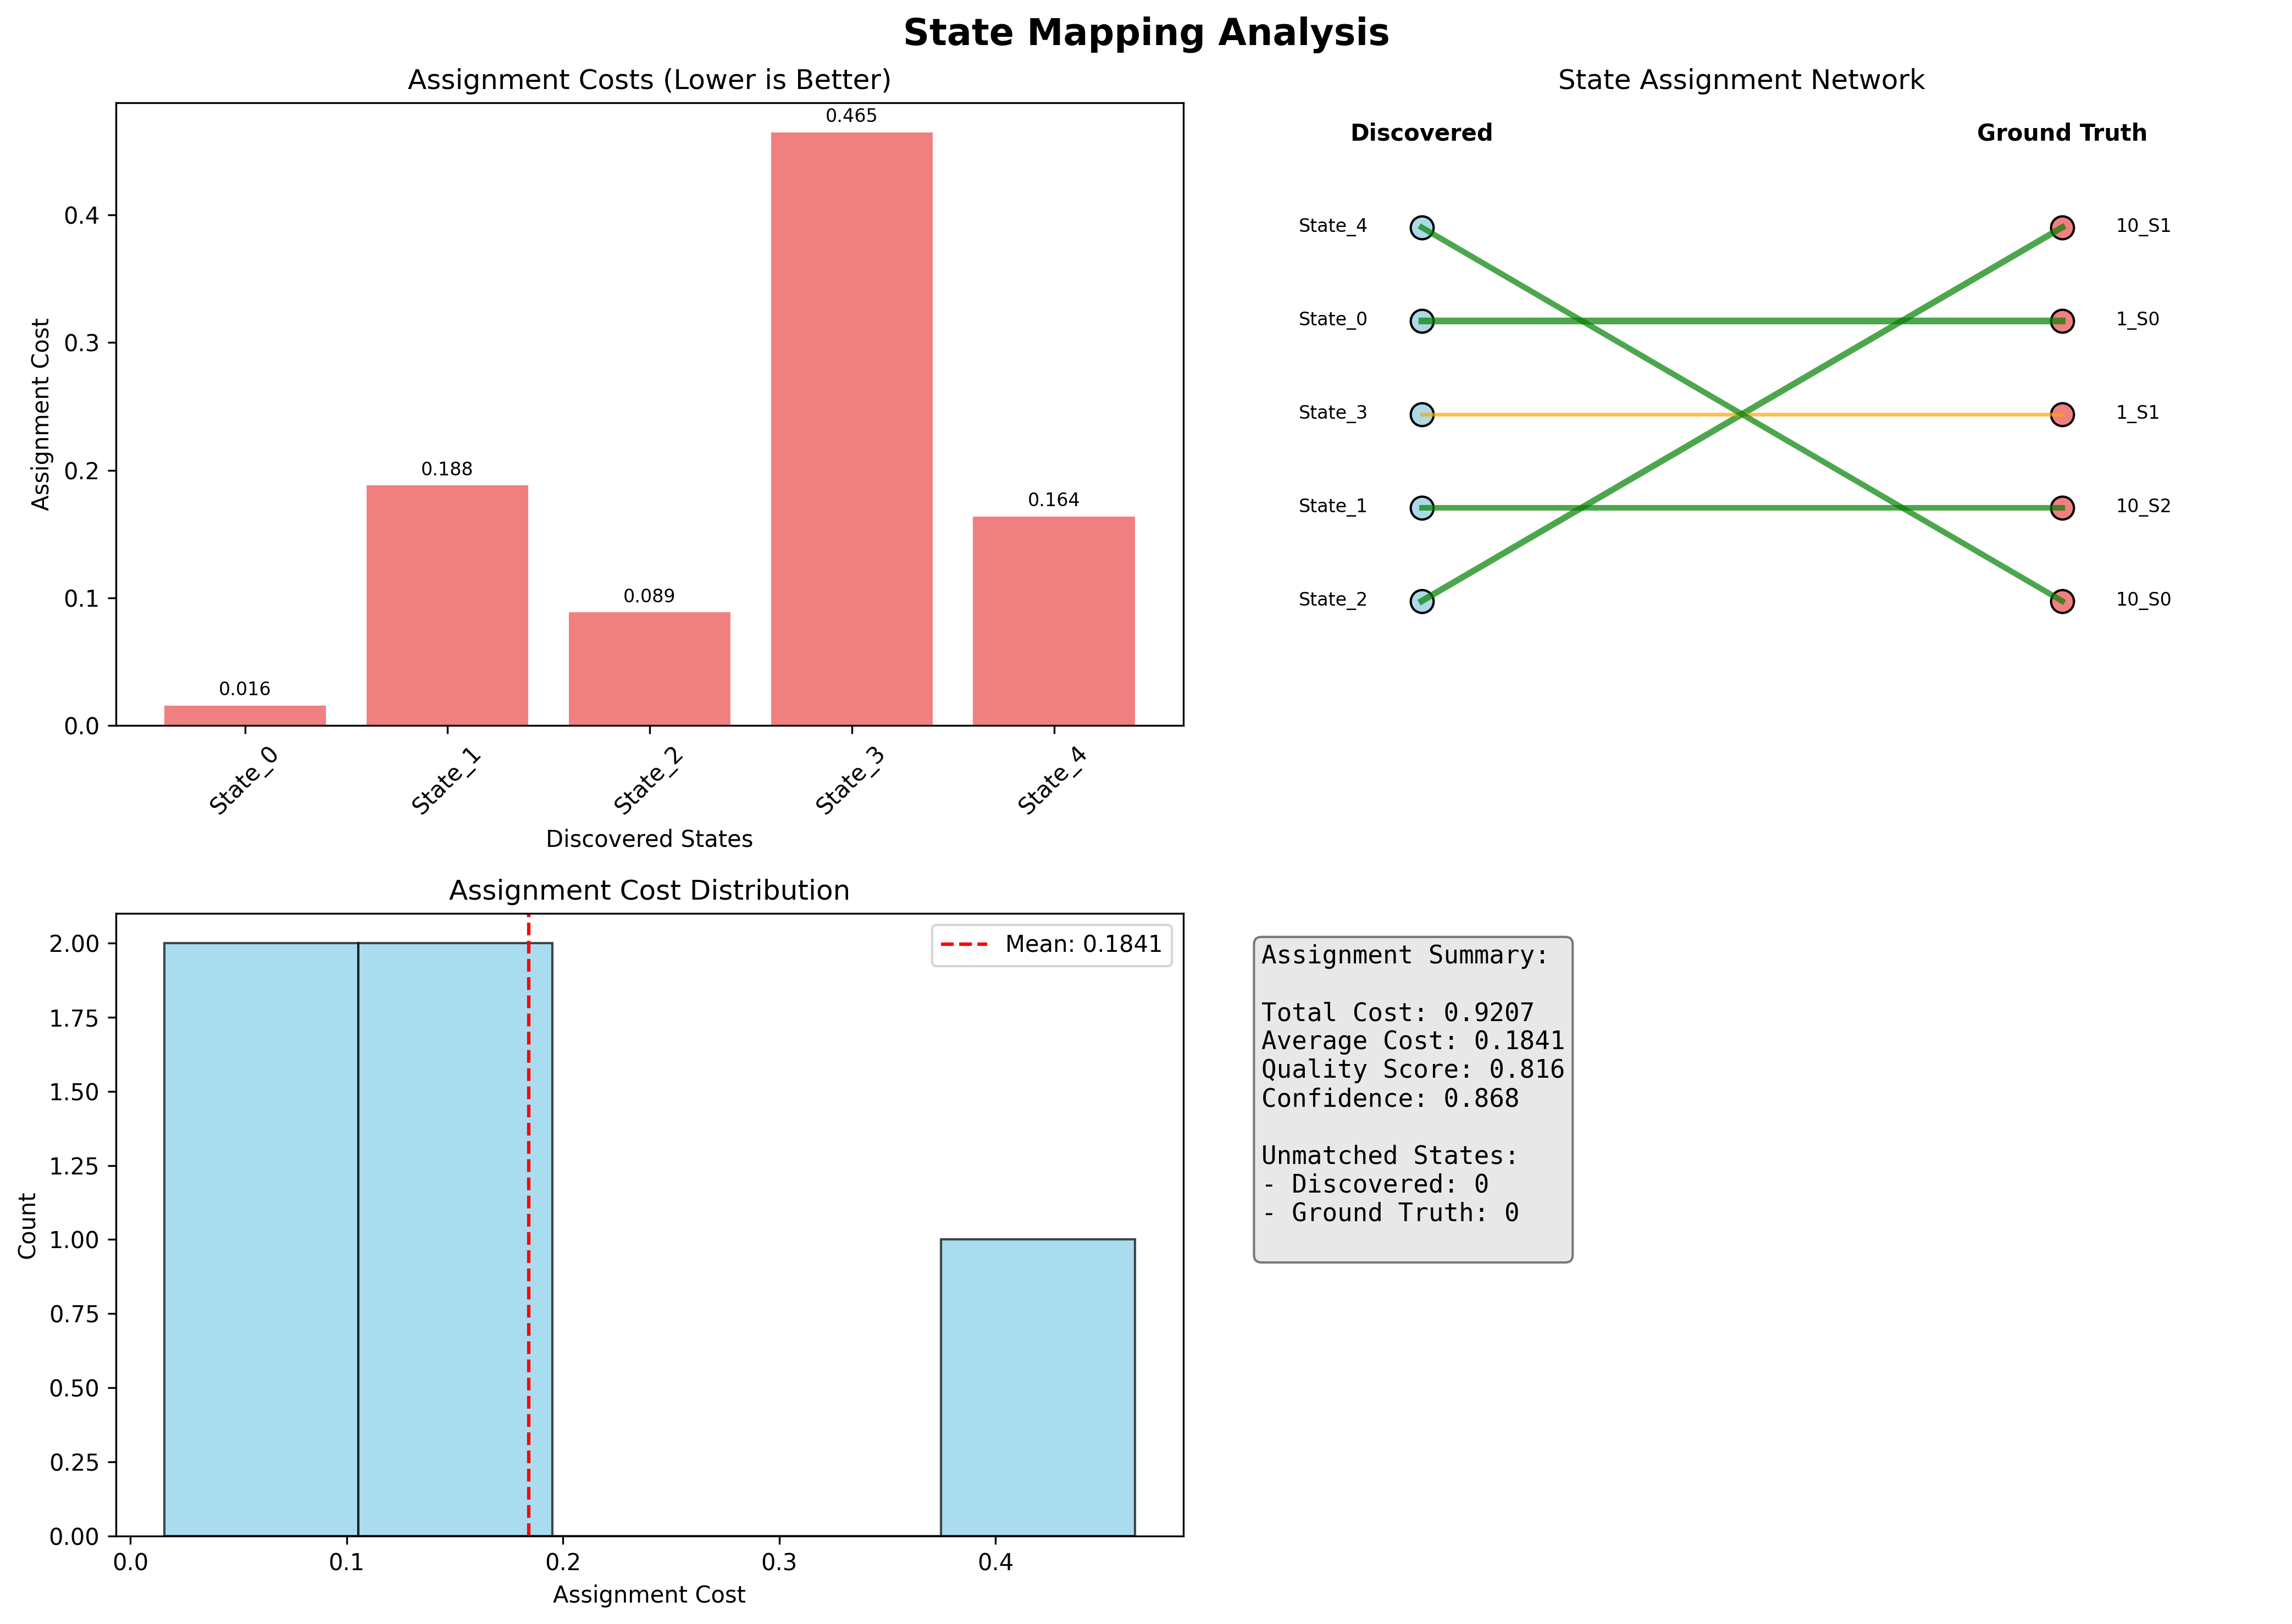 State Mapping Analysis
Assignment Costs (Lower is Better)
Assignment Cost
0.4
0.3
0.2
0.1
0.0
0.016
0.188
0.089
0.465
0.164
State_0
State_1
State_2
State_3
State_4
Discovered States
State Assignment Network
Discovered
Ground Truth
State_4
10_S1
State_0
1_S0
State_3
1_S1
State_1
10_S2
State_2
10_S0
Assignment Cost Distribution
Count
2.00
1.75
1.50
1.25
1.00
0.75
0.50
0.25
0.00
Mean: 0.1841
0.0
0.1
0.2
0.3
0.4
Assignment Cost
Assignment Summary:
Total Cost: 0.9207
Average Cost: 0.1841
Quality Score: 0.816
Confidence: 0.868
Unmatched States:
- Discovered: 0
- Ground Truth: 0